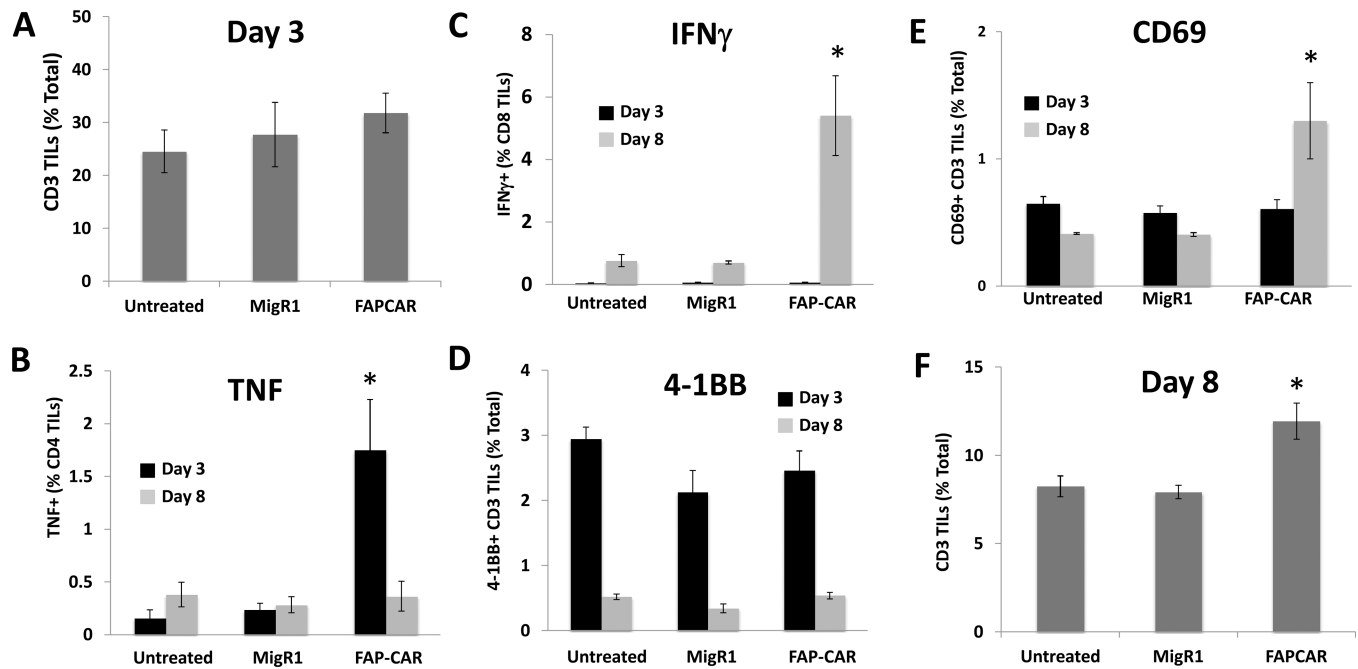 A
Day 3
CD3 TILs (% Total)
50
40
30
20
10
0
Untreated MigR1 FAPCAR
B
TNF
TNF+ (% CD4 TILs)
2.5
2
1.5
1
0.5
0
*
Day 3
Day 8
Untreated MigR1 FAP-CAR
C
IFNγ
IFNγ+ (% CD8 TILs)
8
6
4
2
0
*
Day 3
Day 8
Untreated MigR1 FAP-CAR
D
4-1BB
4-1BB+ CD3 TILs (% Total)
4
3
2
1
0
Day 3
Day 8
Untreated MigR1 FAP-CAR
E
CD69
CD69+ CD3 TILs (% Total)
2
1
0
*
Day 3
Day 8
Untreated MigR1 FAP-CAR
F
Day 8
CD3 TILs (% Total)
15
10
5
0
*
Untreated MigR1 FAPCAR